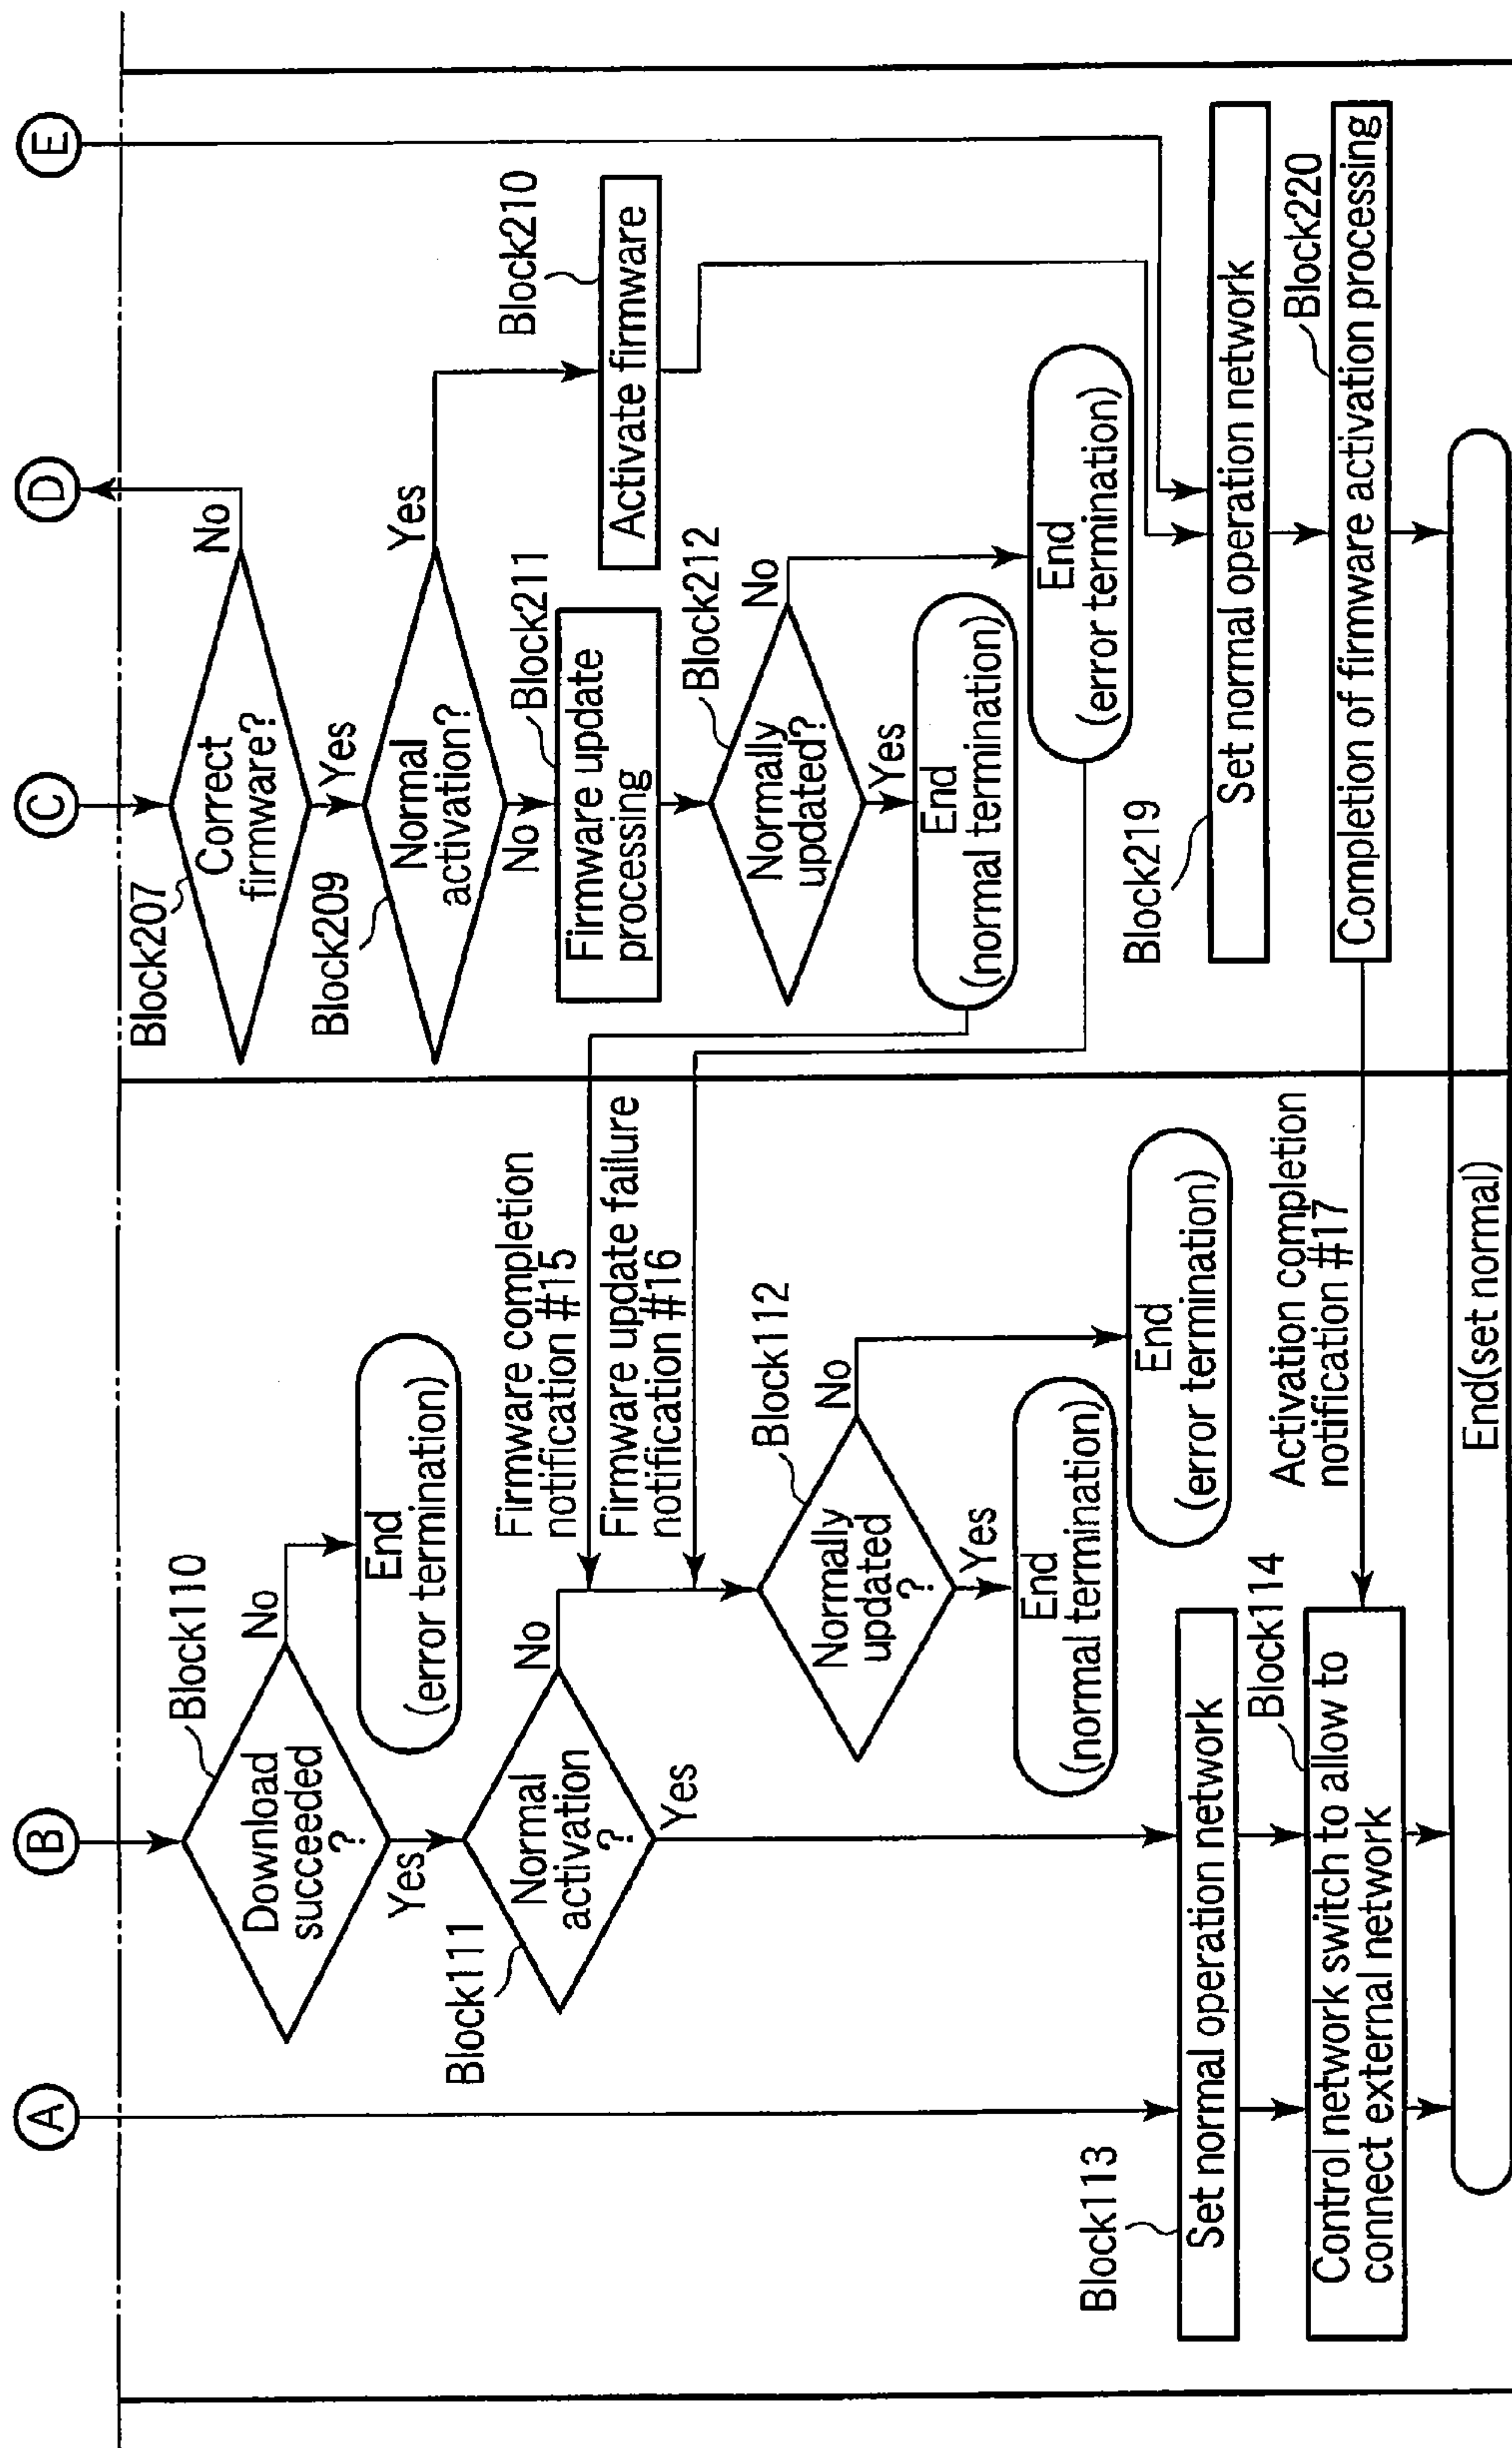 A
B
C
D
E
Block110
Download
succeeded
?
No
Yes
End
(error termination)
Block111
Normal
activation
?
No
Yes
Firmware completion
notification #15
Firmware update failure
notification #16
Block112
Normally
updated
?
No
Yes
End
(normal termination)
End
(error termination)
Block113
Set normal operation network
Block114
Control network switch to allow to
connect external network
Activation completion
notification #17
Block207
Correct
firmware?
No
Yes
Block209
Normal
activation?
Yes
No
Block210
Activate firmware
Block211
Firmware update
processing
Block212
Normally
updated?
No
Yes
End
(normal termination)
End
(error termination)
Block219
Set normal operation network
Block220
Completion of firmware activation processing
End(set normal)